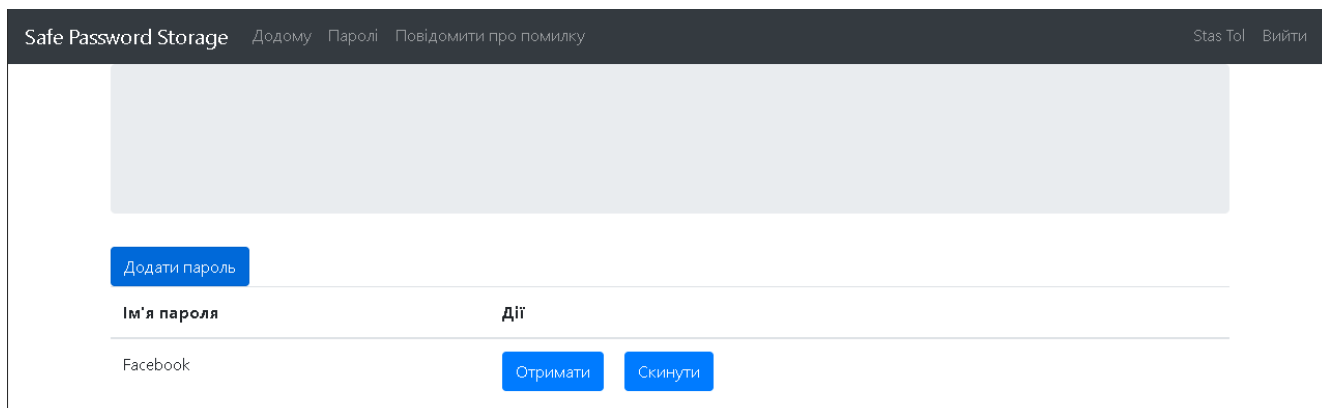 Safe Password Storage Додому Паролі Повідомити про помилку Stas Tol Вийти
Додати пароль
Ім'я пароля Дії
Facebook Отримати Скинути